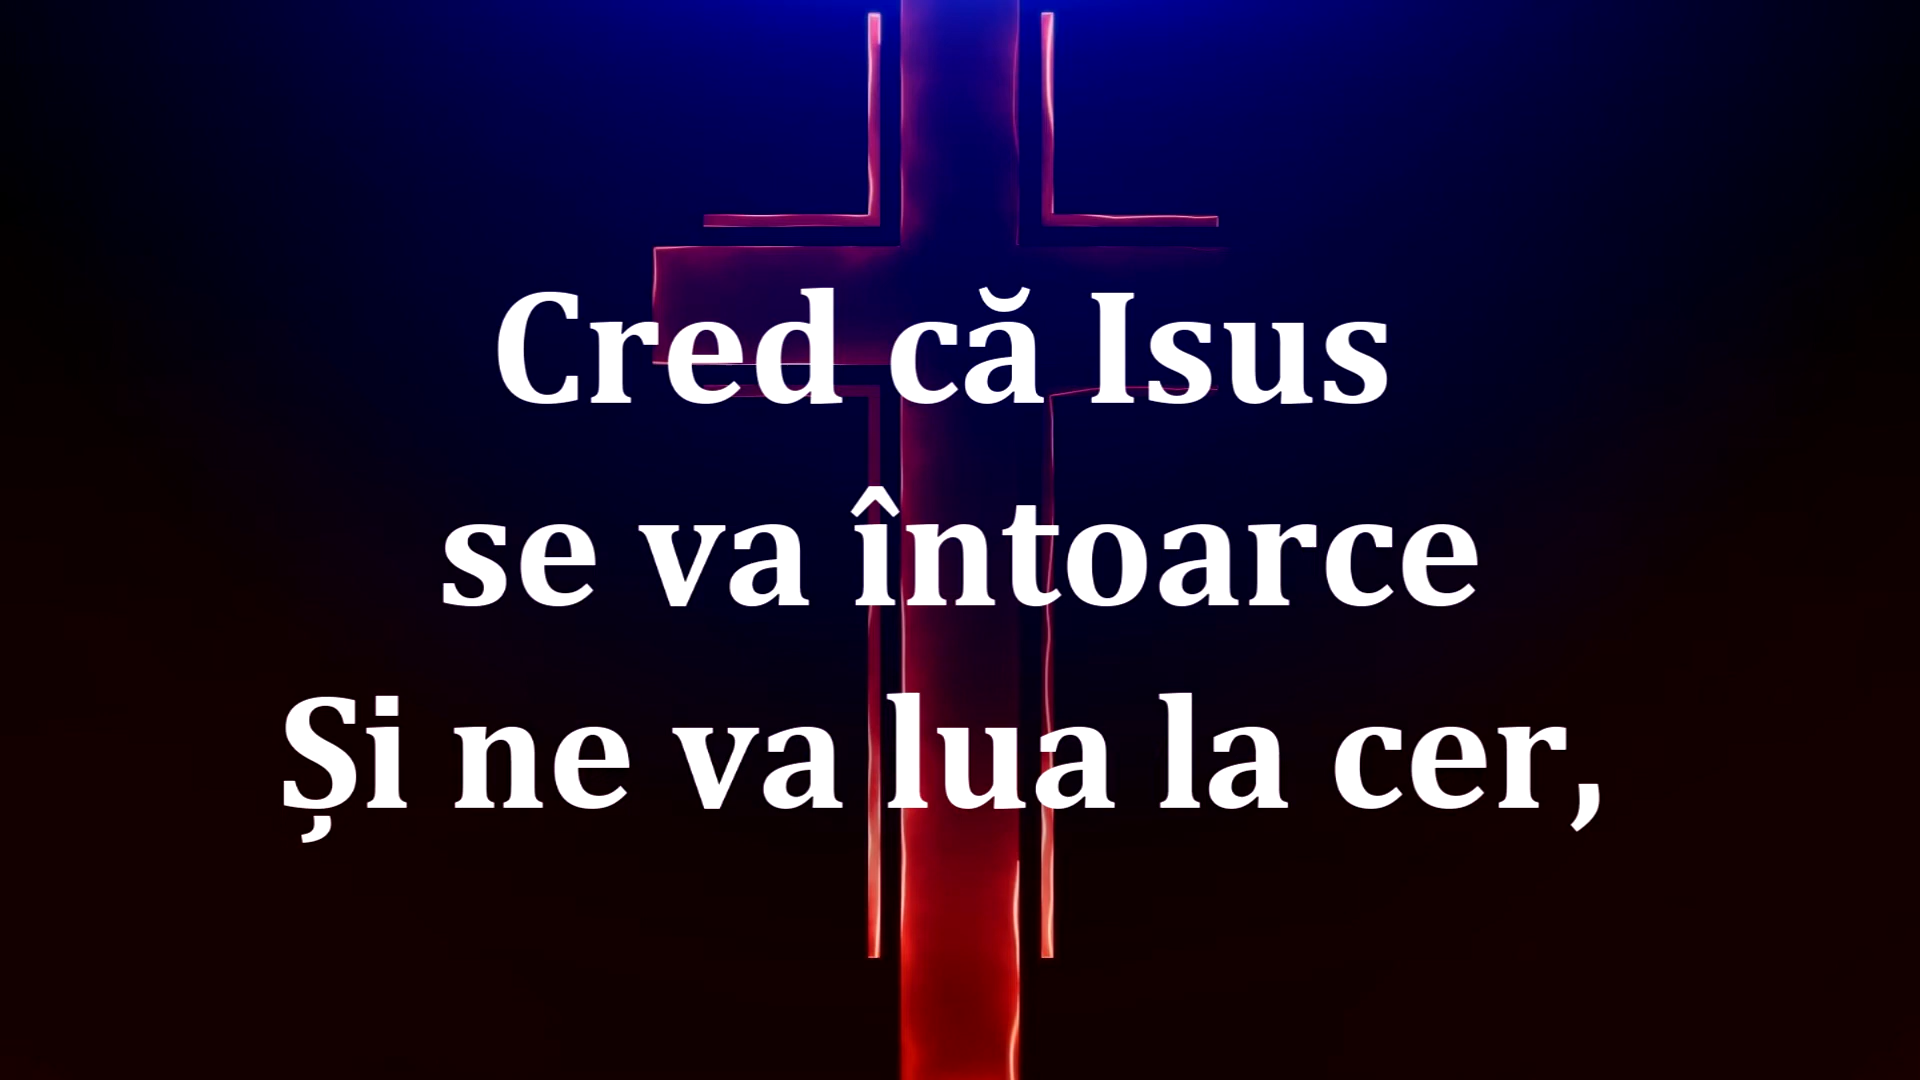 Cred că Isus
se va întoarce
Și ne va lua la cer,